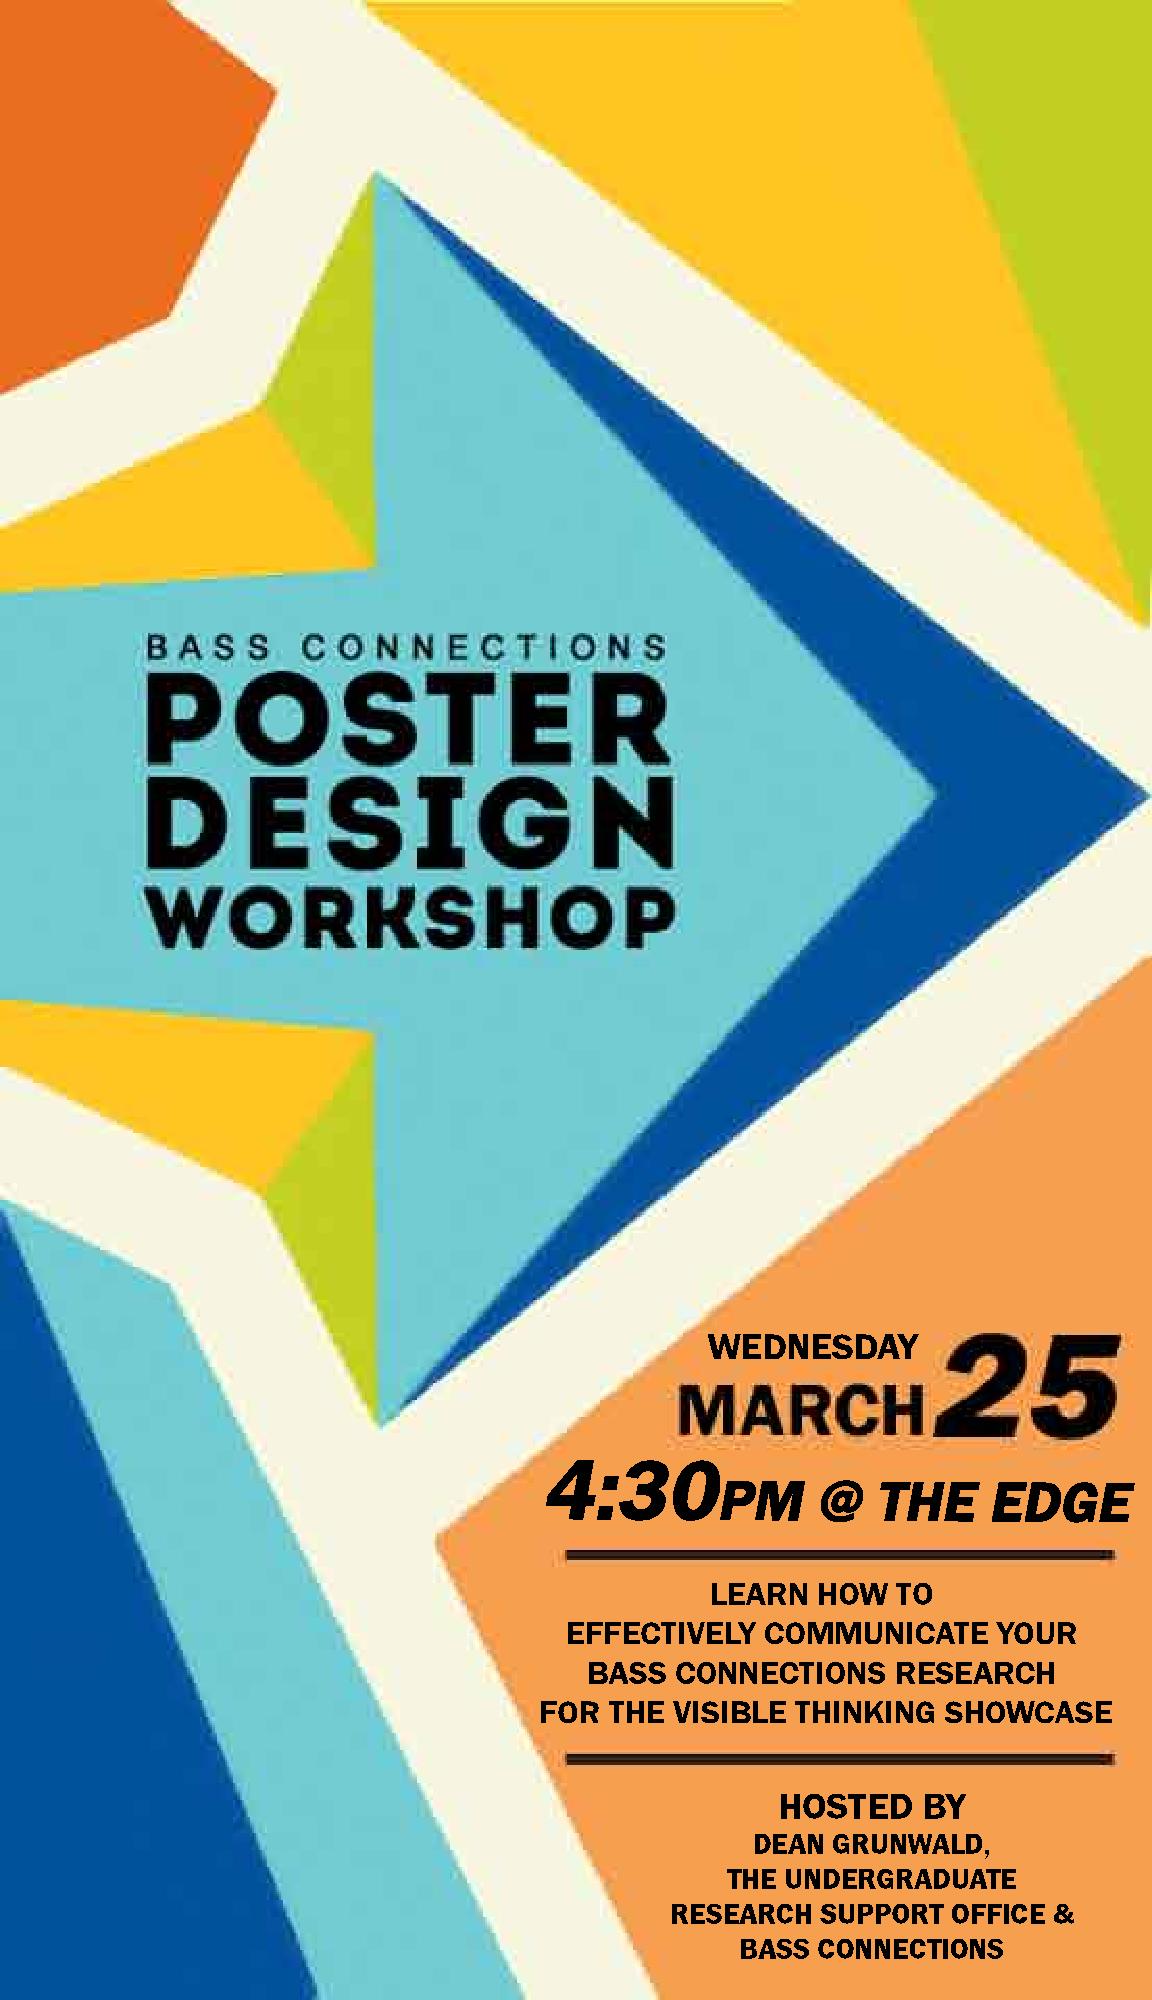 BASS CONNECTIONS
POSTER
DESIGN
WORKSHOP
WEDNESDAY
MARCH 25
4:30PM @ THE EDGE
LEARN HOW TO
EFFECTIVELY COMMUNICATE YOUR
BASS CONNECTIONS RESEARCH
FOR THE VISIBLE THINKING SHOWCASE
HOSTED BY
DEAN GRUNWALD,
THE UNDERGRADUATE
RESEARCH SUPPORT OFFICE &
BASS CONNECTIONS